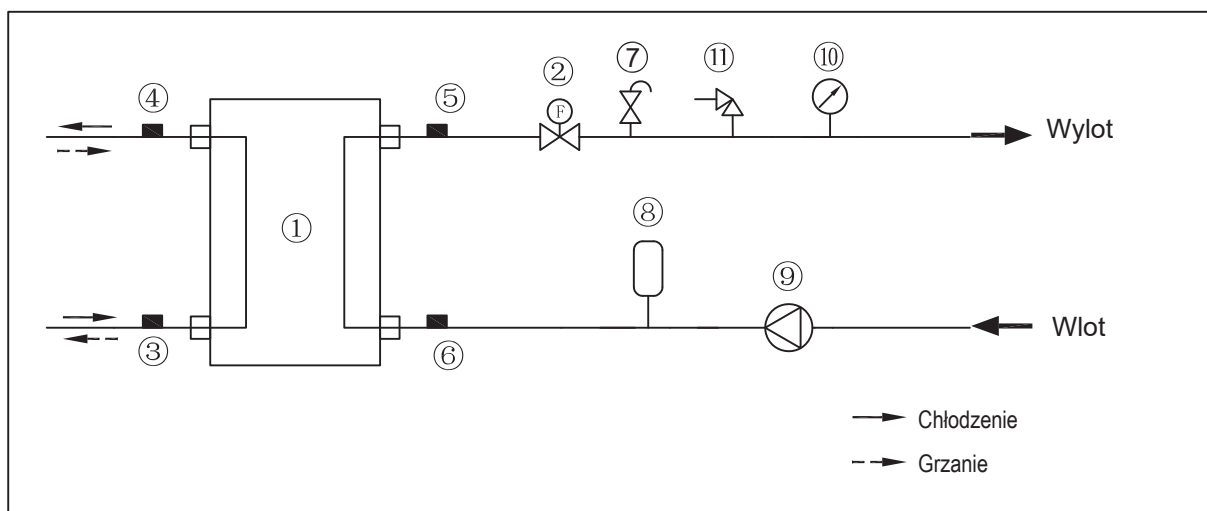 ④ ⑤ ② ⑦ ⑪ ⑩
F
Wylot
① ⑧
⑨
③ ⑥
Wlot
Chłodzenie
Grzanie